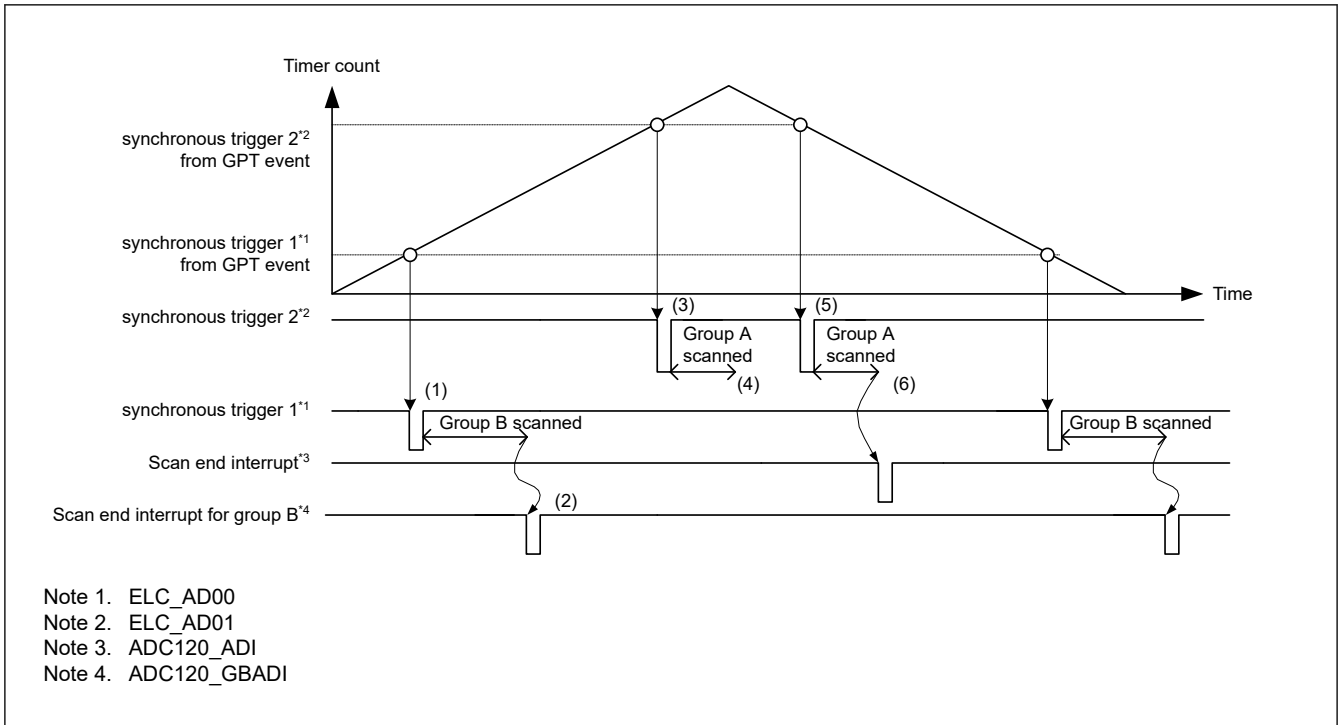 Timer count
synchronous trigger 2*2
from GPT event
synchronous trigger 1*1
from GPT event
Time
synchronous trigger 2*2
(3)
(5)
Group A
scanned
Group A
scanned
(4)
(6)
(1)
synchronous trigger 1*1
Group B scanned
Group B scanned
Scan end interrupt*3
(2)
Scan end interrupt for group B*4
Note 1. ELC_AD00
Note 2. ELC_AD01
Note 3. ADC120_ADI
Note 4. ADC120_GBADI